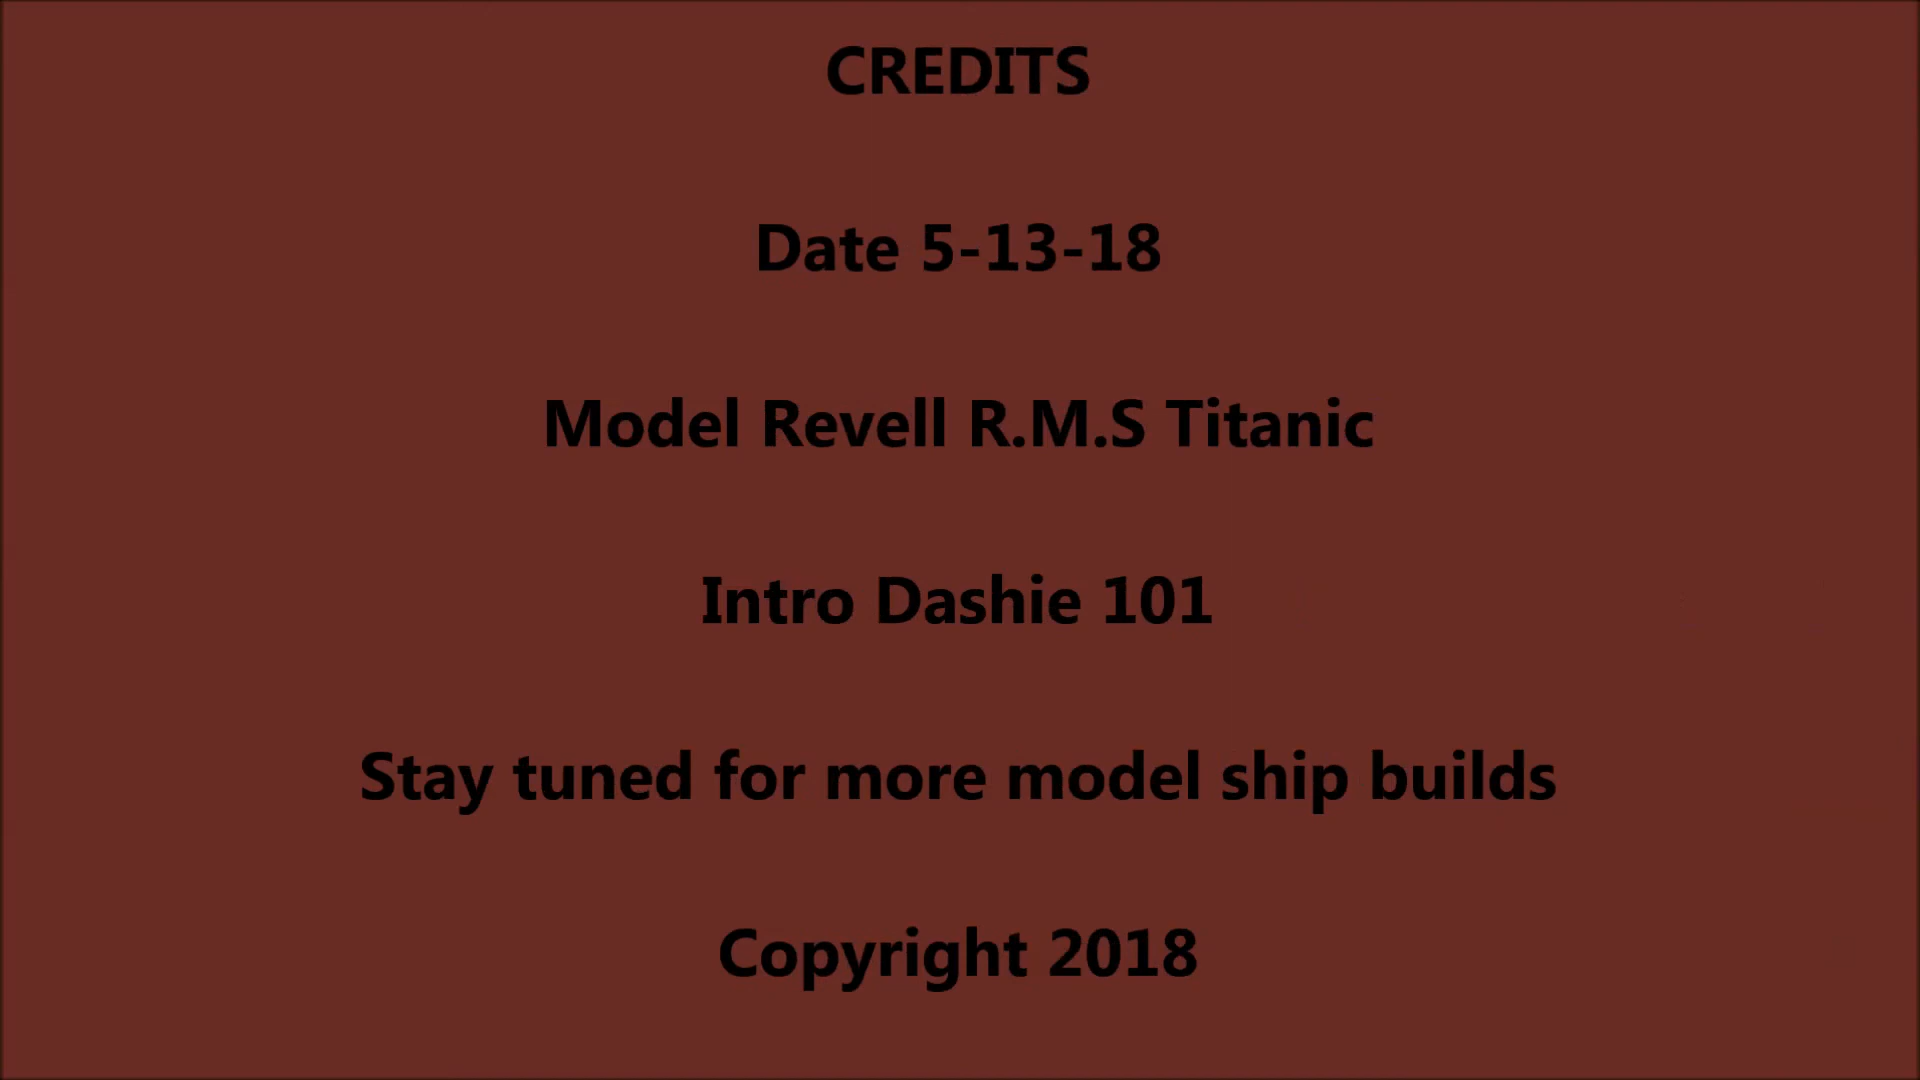 CREDITS
Date 5-13-18
Model Revell R.M.S Titanic
Intro Dashie 101
Stay tuned for more model ship builds
Copyright 2018